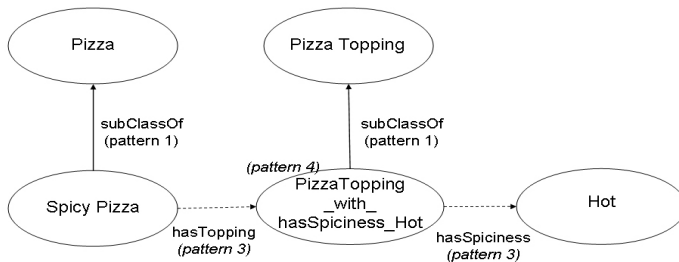 Pizza
Pizza Topping
subClassOf
(pattern 1)
subClassOf
(pattern 1)
(pattern 4)
Spicy Pizza
PizzaTopping
_with_
hasSpiciness_Hot
Hot
hasTopping
(pattern 3)
hasSpiciness
(pattern 3)